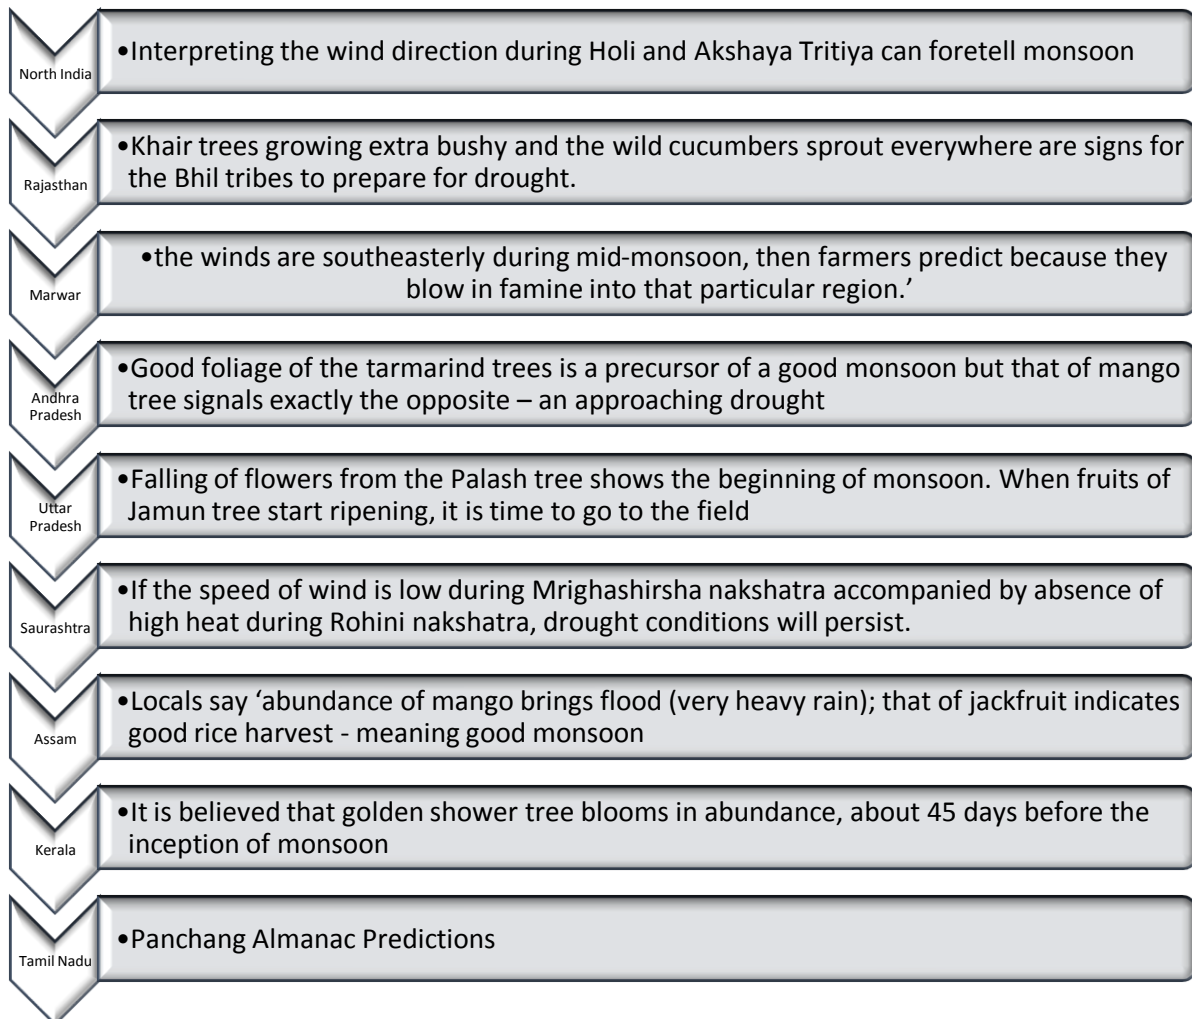 North India
•Interpreting the wind direction during Holi and Akshaya Tritiya can foretell monsoon
Rajasthan
•Khair trees growing extra bushy and the wild cucumbers sprout everywhere are signs for
the Bhil tribes to prepare for drought.
Marwar
•the winds are southeasterly during mid-monsoon, then farmers predict because they
blow in famine into that particular region.’
Andhra
Pradesh
•Good foliage of the tarmarind trees is a precursor of a good monsoon but that of mango
tree signals exactly the opposite – an approaching drought
Uttar
Pradesh
•Falling of flowers from the Palash tree shows the beginning of monsoon. When fruits of
Jamun tree start ripening, it is time to go to the field
Saurashtra
•If the speed of wind is low during Mrighashirsha nakshatra accompanied by absence of
high heat during Rohini nakshatra, drought conditions will persist.
Assam
•Locals say ‘abundance of mango brings flood (very heavy rain); that of jackfruit indicates
good rice harvest - meaning good monsoon
Kerala
•It is believed that golden shower tree blooms in abundance, about 45 days before the
inception of monsoon
Tamil Nadu
•Panchang Almanac Predictions